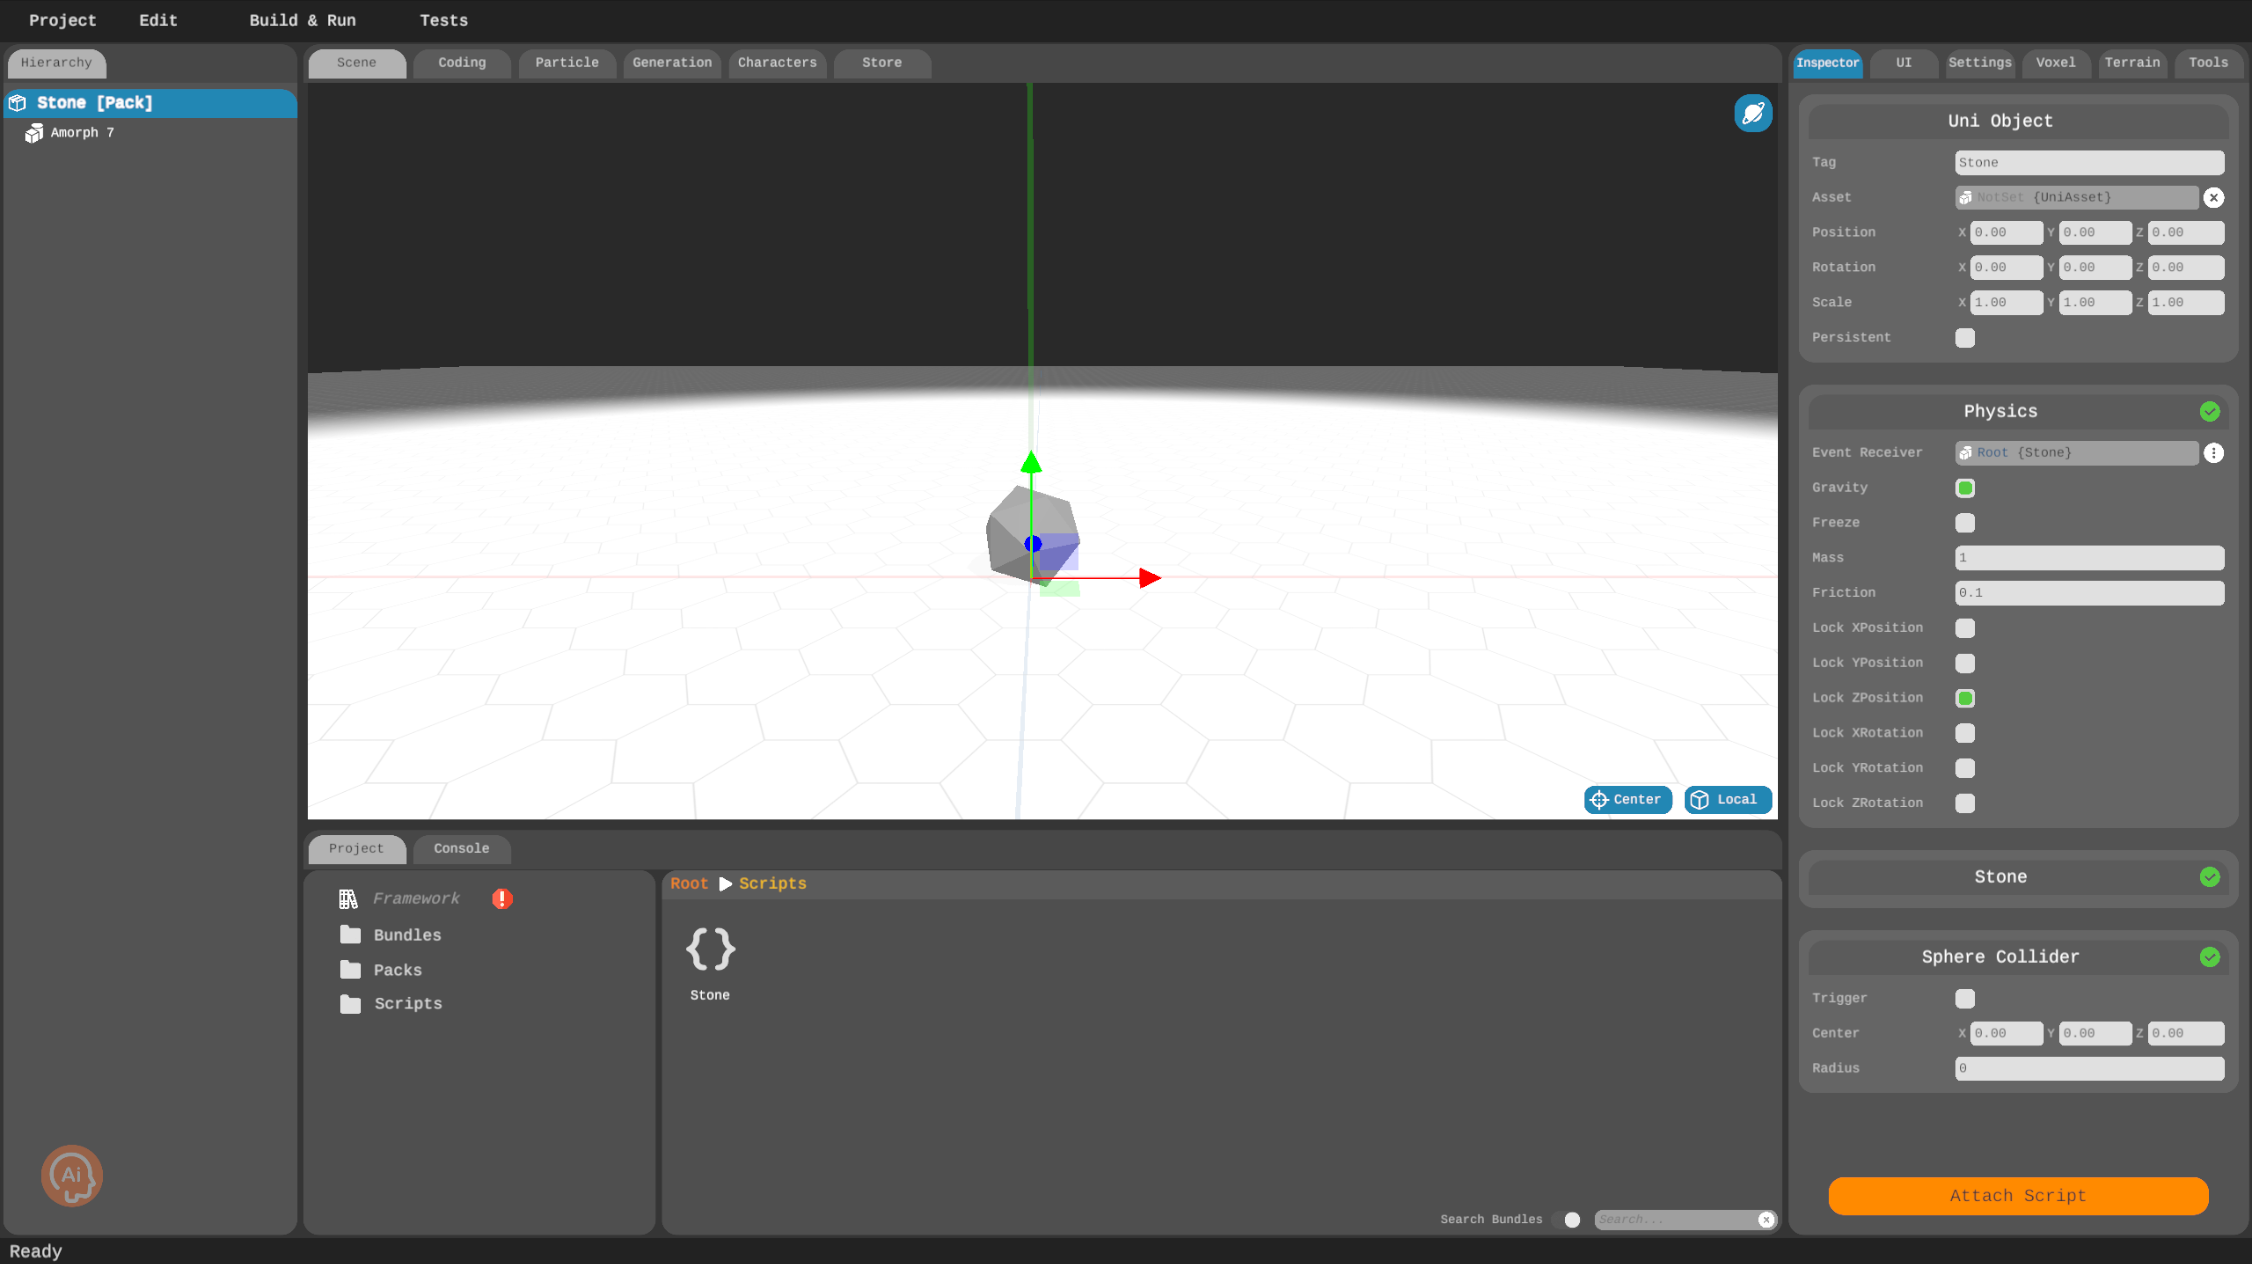 Project Edit Build & Run Tests
Hierarchy
Stone [Pack]
Amorph 7
Scene Coding Particle Generation Characters Store
Center Local
Project Console
Framework
Bundles
Packs
Scripts
Root Scripts
{}
Stone
Search Bundles Search...
Inspector UI Settings Voxel Terrain Tools
Uni Object
Tag Stone
Asset NotSet {UniAsset}
Position X 0.00 Y 0.00 Z 0.00
Rotation X 0.00 Y 0.00 Z 0.00
Scale X 1.00 Y 1.00 Z 1.00
Persistent
Physics
Event Receiver Root {Stone}
Gravity
Freeze
Mass 1
Friction 0.1
Lock XPosition
Lock YPosition
Lock ZPosition
Lock XRotation
Lock YRotation
Lock ZRotation
Stone
Sphere Collider
Trigger
Center X 0.00 Y 0.00 Z 0.00
Radius 0
Attach Script
Ai
Ready